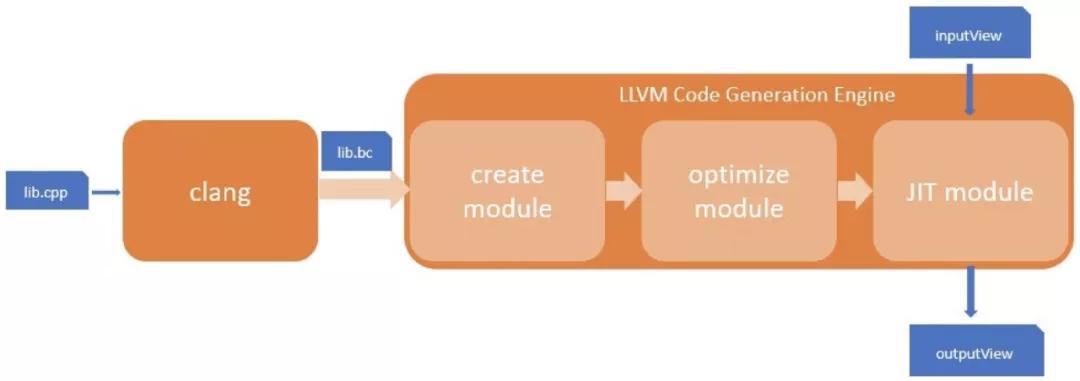 inputView
LLVM Code Generation Engine
lib.cpp
clang
lib.bc
create
module
optimize
module
JIT module
outputView